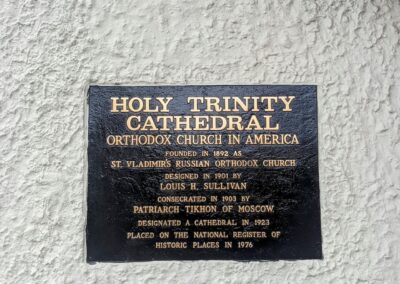 HOLY TRINITY
CATHEDRAL
ORTHODOX CHURCH IN AMERICA
FOUNDED IN 1892 AS
ST. VLADIMIR'S RUSSIAN ORTHODOX CHURCH
DESIGNED IN 1901 BY
LOUIS H. SULLIVAN
CONSECRATED IN 1903 BY
PATRIARCH-TIKHON OF MOSCOW
DESIGNATED A CATHEDRAL IN 1923
PLACED ON THE NATIONAL REGISTER OF
HISTORIC PLACES IN 1976